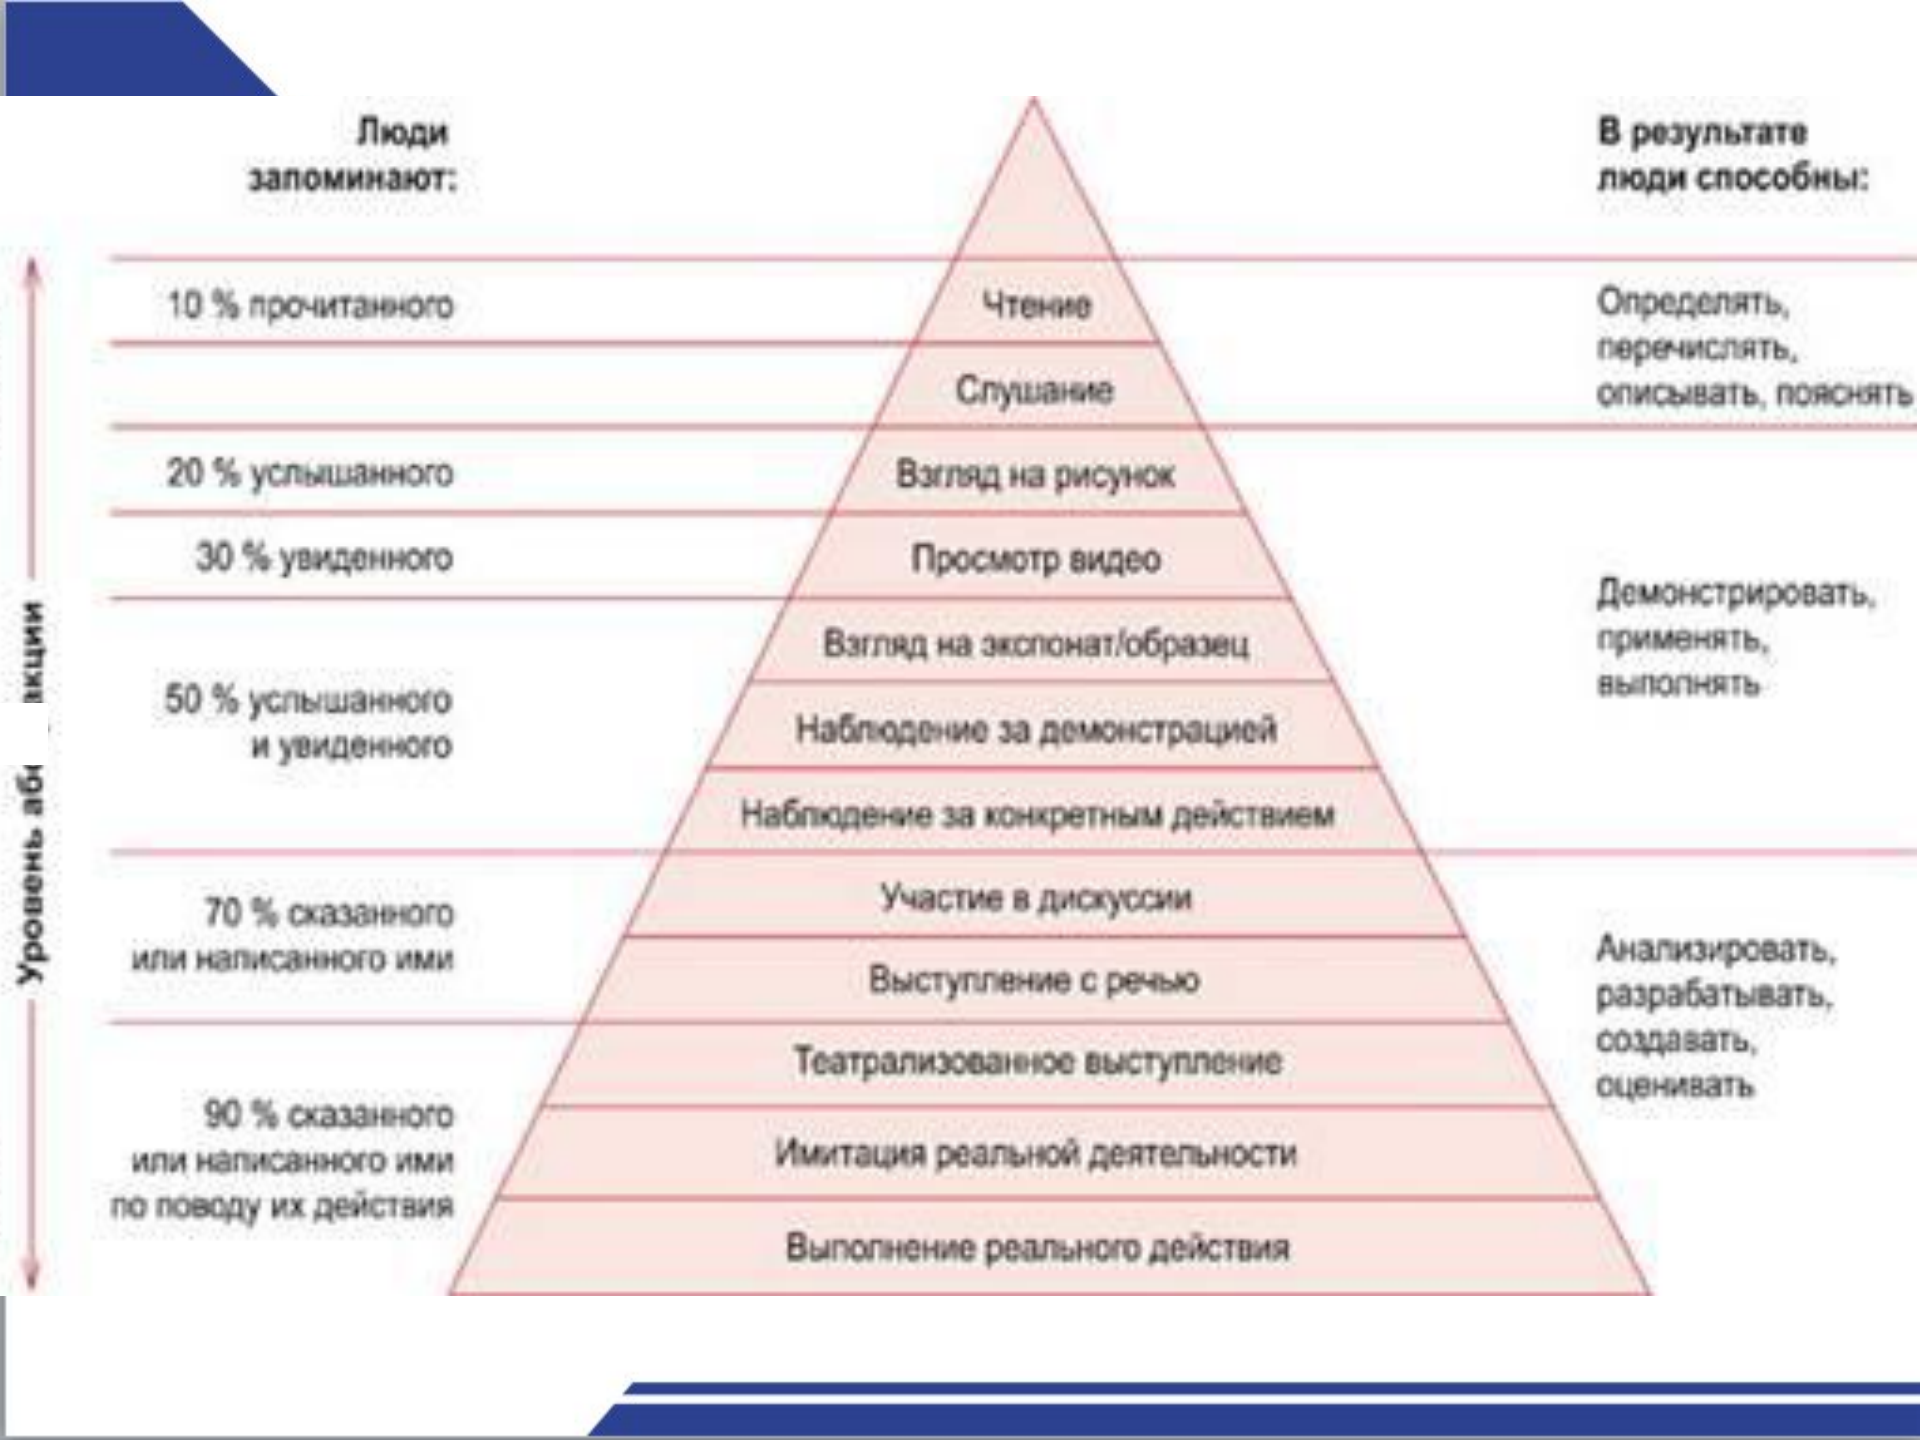 Люди
запоминают:
В результате
люди способны:
10 % прочитанного
Чтение
Определять,
перечислять,
описывать, пояснять
Слушание
20 % услышанного
Взгляд на рисунок
30 % увиденного
Просмотр видео
Демонстрировать,
применять,
выполнять
Взгляд на экспонат/образец
50 % услышанного
и увиденного
Наблюдение за демонстрацией
Наблюдение за конкретным действием
70 % сказанного
или написанного ими
Участие в дискуссии
Выступление с речью
Анализировать,
разрабатывать,
создавать,
оценивать
90 % сказанного
или написанного ими
по поводу их действия
Театрализованное выступление
Имитация реальной деятельности
Выполнение реального действия
Уровень